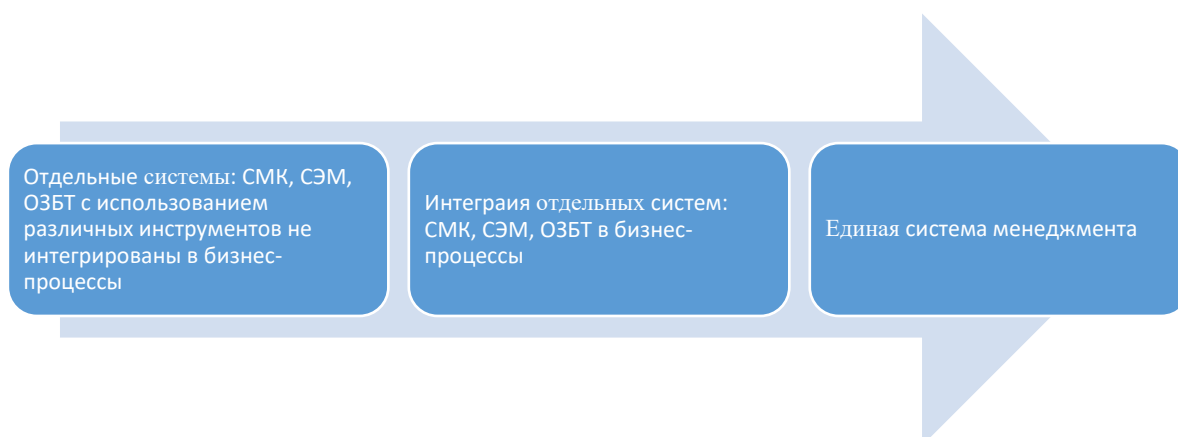 Отдельные системы: СМК, СЭМ,
ОЗБТ с использованием
различных инструментов не
интегрированы в бизнес-
процессы
Интеграия отдельных систем:
СМК, СЭМ, ОЗБТ в бизнес-
процессы
Единая система менеджмента